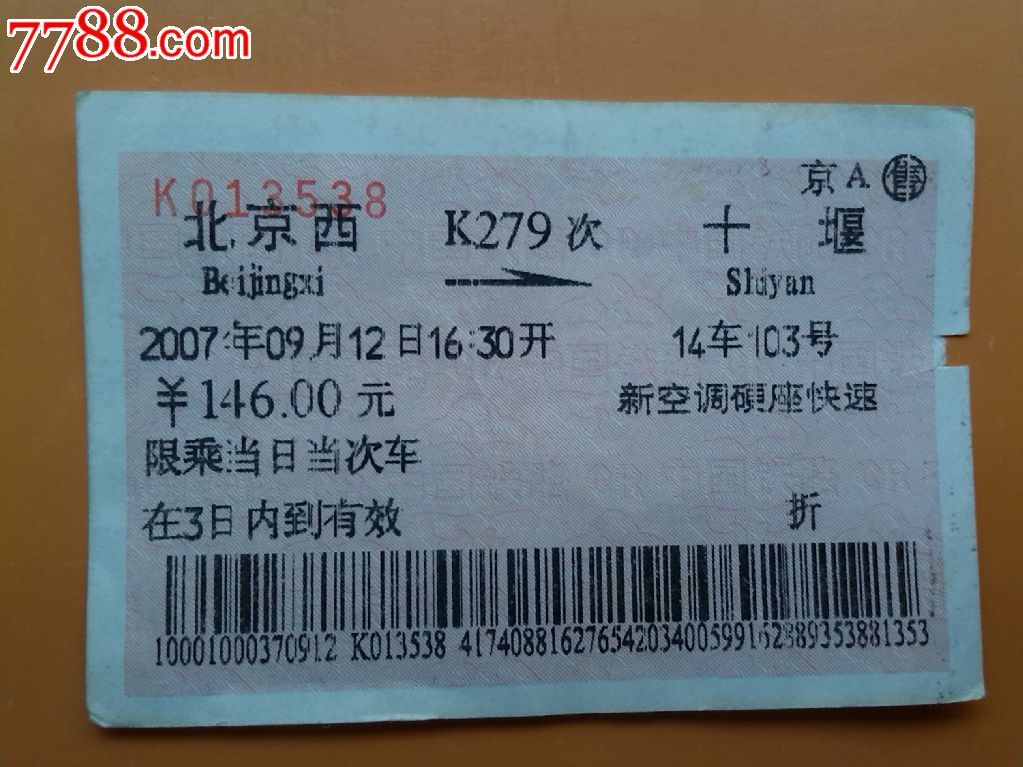 7788.com
京A 售
K013538
北京西 K279次 十堰
Beijingxi Shiyan
2007年09月12日16:30开 14车103号
¥146.00元 新空调硬座快速
限乘当日当次车
在3日内到有效 折
10001000370912 K013538 41740881627654203400599162889353881353